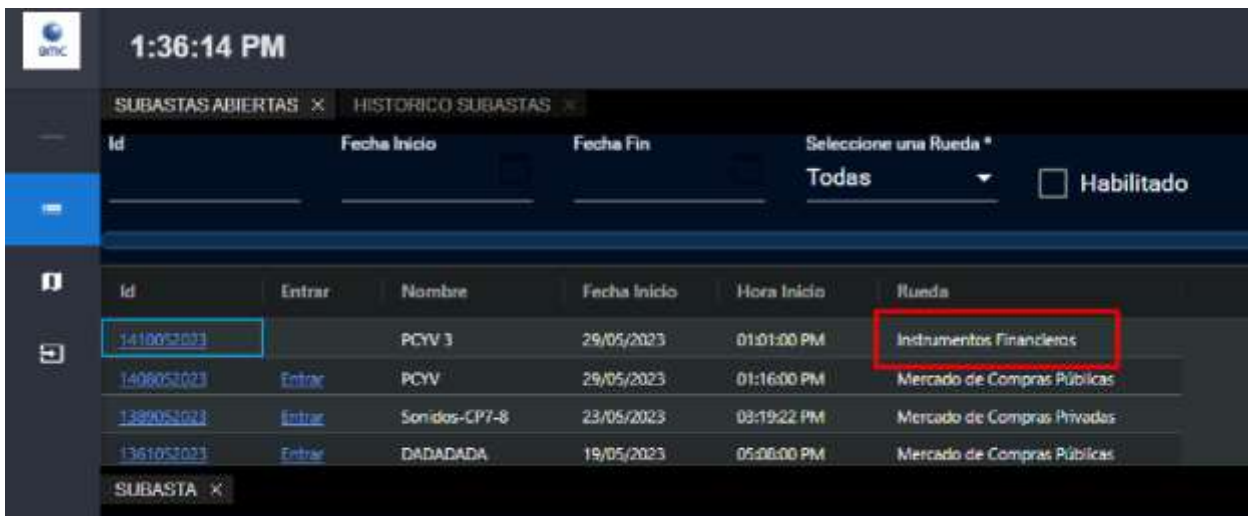 bmc
1:36:14 PM
SUBASTAS ABIERTAS × HISTORICO SUBASTAS ×
Id Fecha Inicio Fecha Fin Seleccione una Rueda *
Todas Habilitado
Id Entrar Nombre Fecha Inicio Hora Inicio Rueda
1410052023 PCYV 3 29/05/2023 01:01:00 PM Instrumentos Financieros
1408052023 Entrar PCYV 29/05/2023 01:16:00 PM Mercado de Compras Públicas
1389052023 Entrar Sonidos-CP7-8 23/05/2023 03:19:22 PM Mercado de Compras Privadas
1361052023 Entrar DADADADA 19/05/2023 05:08:00 PM Mercado de Compras Públicas
SUBASTA ×